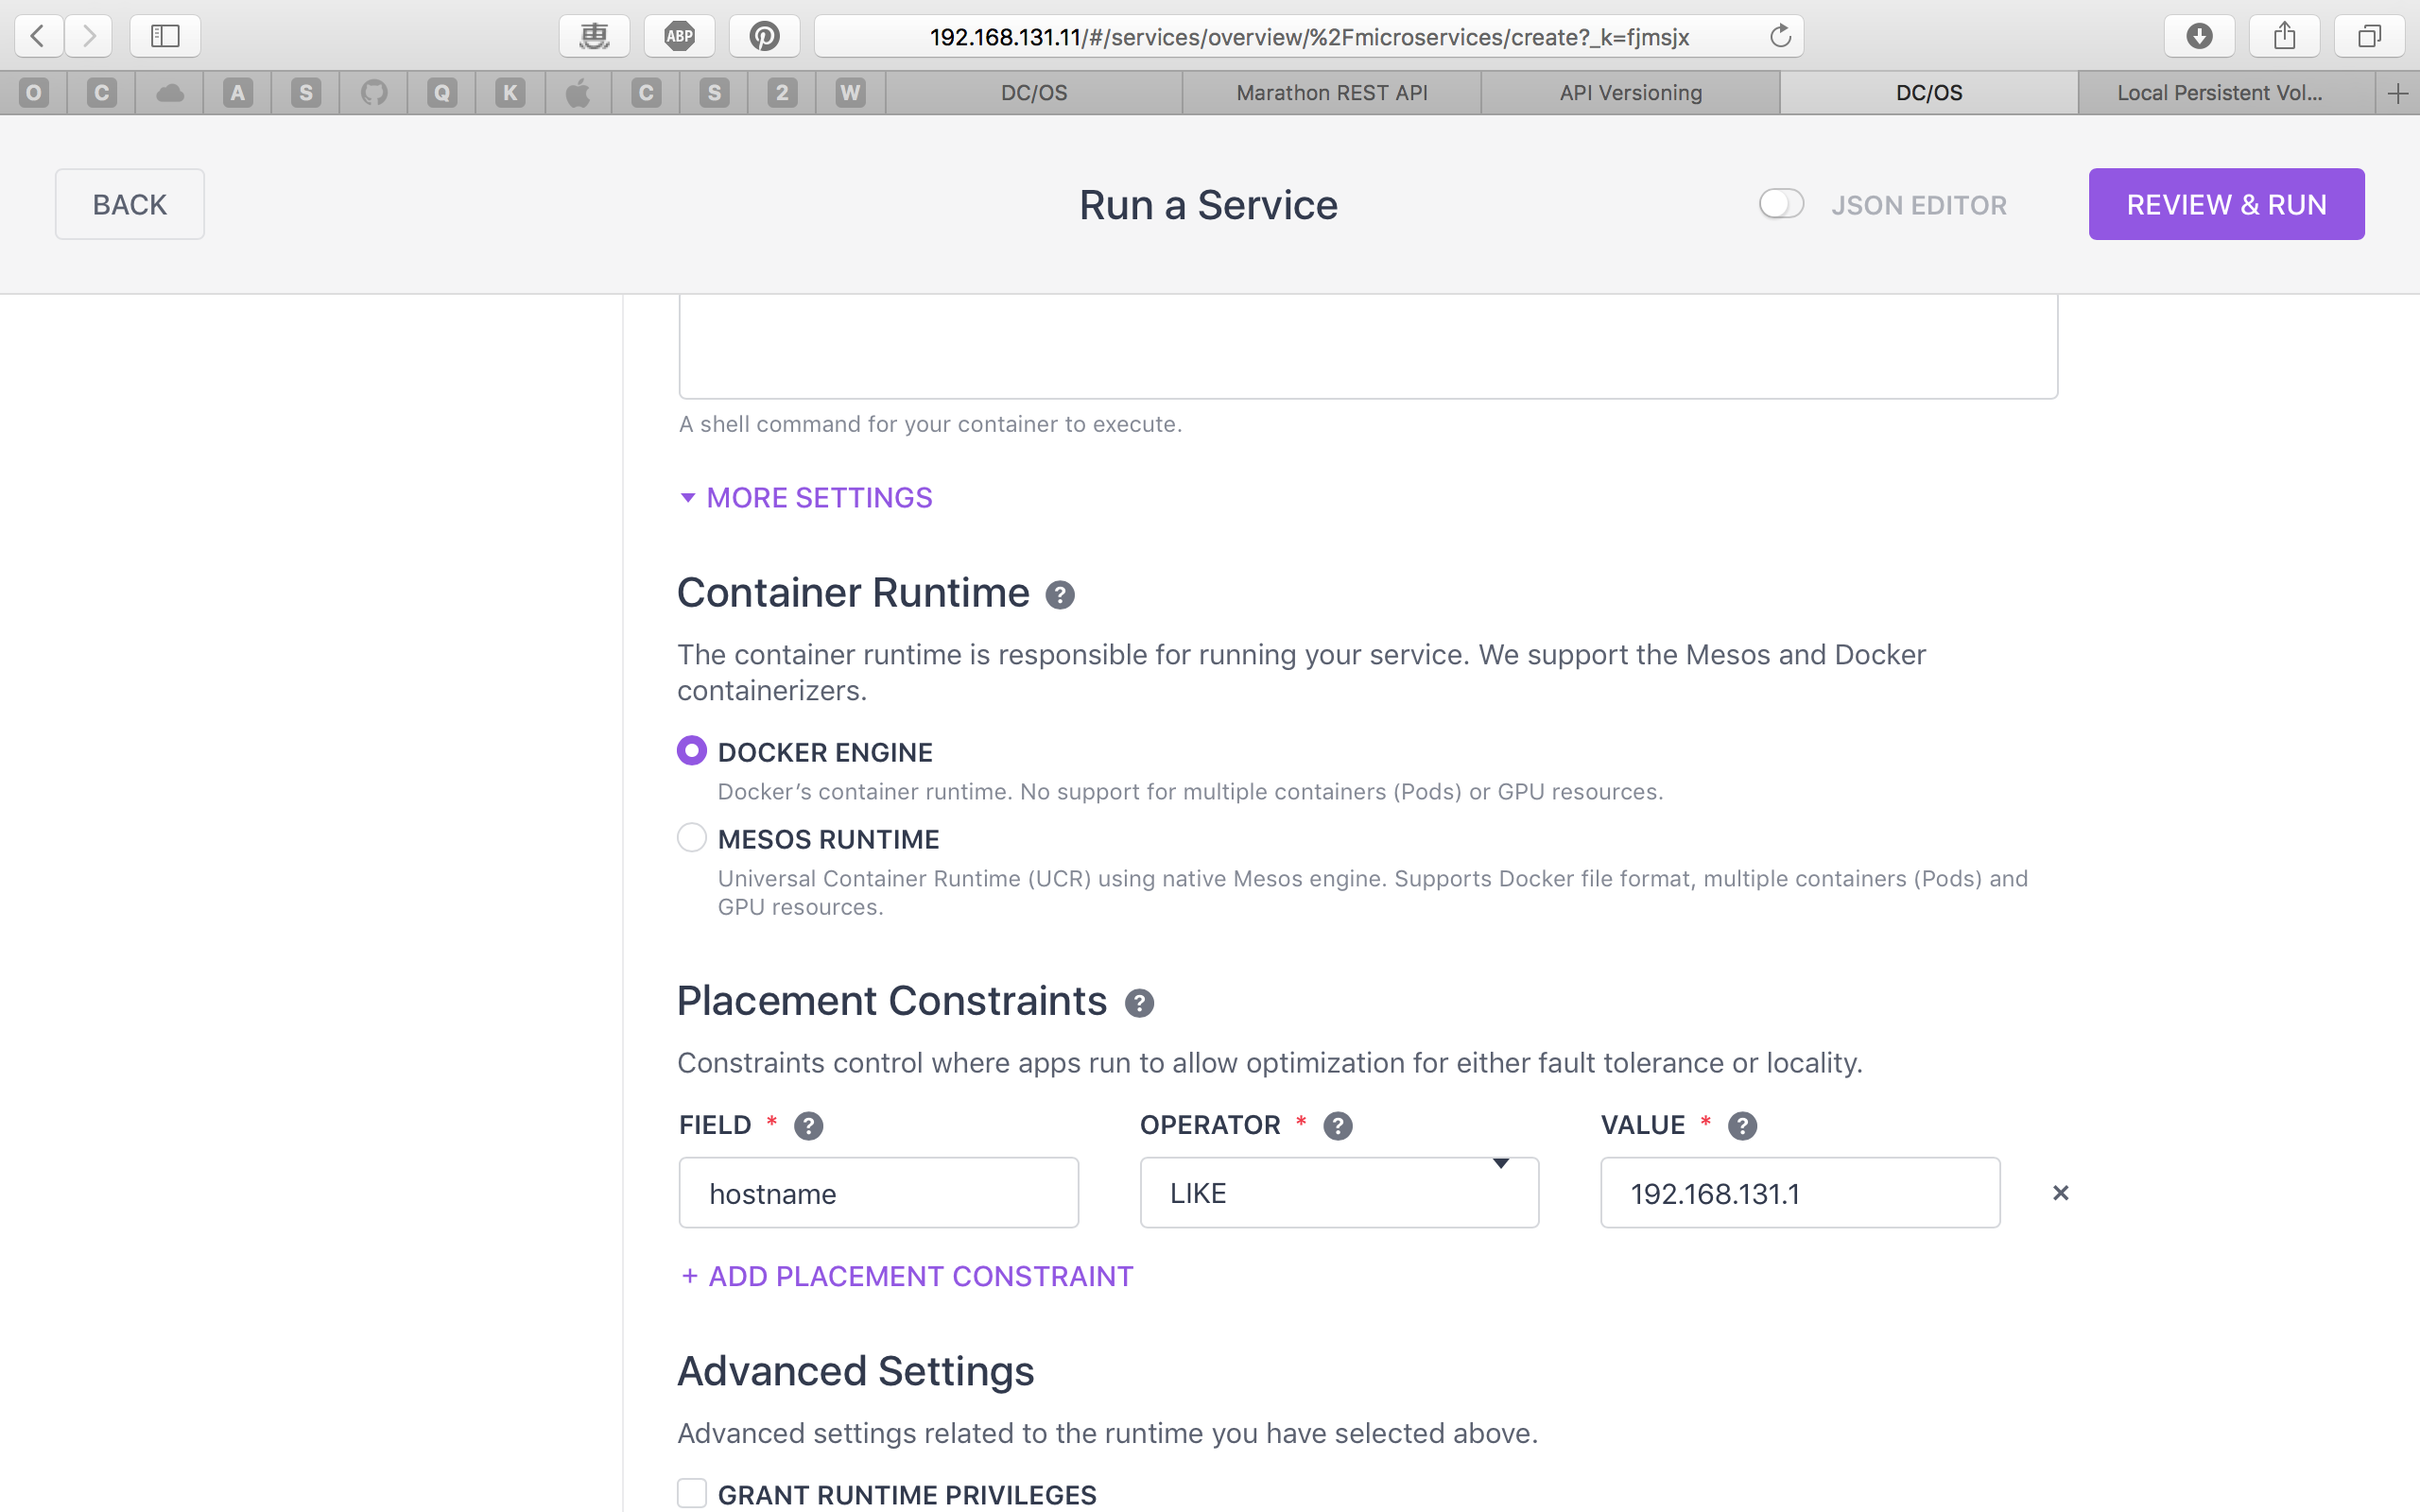 惠
ABP
192.168.131.11/#/services/overview/%2Fmicroservices/create?_k=fjmsjx
O C A S Q K C S 2 W
DC/OS
Marathon REST API
API Versioning
DC/OS
Local Persistent Vol...
BACK
Run a Service
JSON EDITOR
REVIEW & RUN
A shell command for your container to execute.
MORE SETTINGS
Container Runtime ?
The container runtime is responsible for running your service. We support the Mesos and Docker
containerizers.
DOCKER ENGINE
Docker’s container runtime. No support for multiple containers (Pods) or GPU resources.
MESOS RUNTIME
Universal Container Runtime (UCR) using native Mesos engine. Supports Docker file format, multiple containers (Pods) and
GPU resources.
Placement Constraints ?
Constraints control where apps run to allow optimization for either fault tolerance or locality.
FIELD * ?
OPERATOR * ?
VALUE * ?
hostname
LIKE
192.168.131.1
+ ADD PLACEMENT CONSTRAINT
Advanced Settings
Advanced settings related to the runtime you have selected above.
GRANT RUNTIME PRIVILEGES